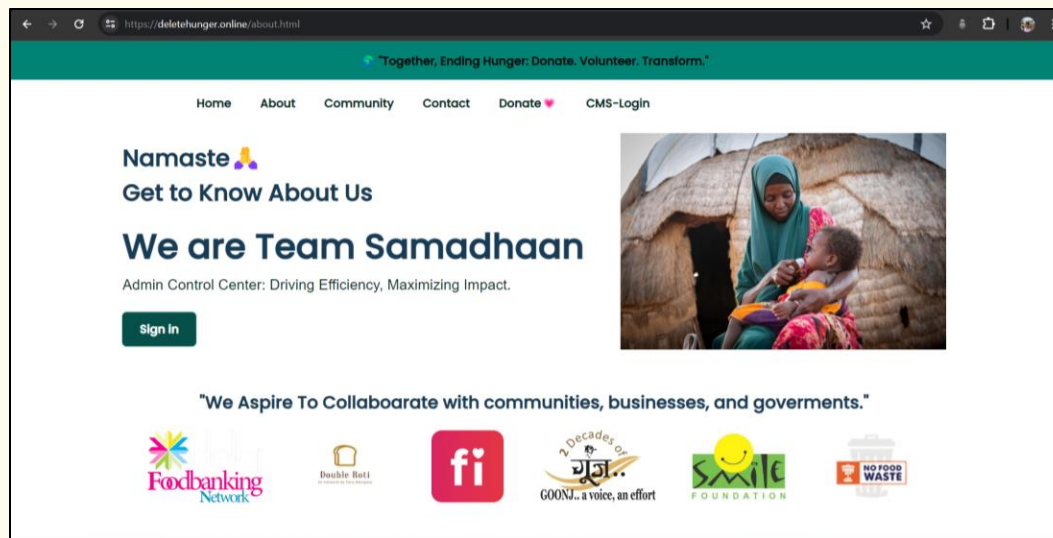 https://deletehunger.online/about.html
"Together, Ending Hunger: Donate. Volunteer. Transform."
Home About Community Contact Donate CMS-Login
Namaste
Get to Know About Us
We are Team Samadhaan
Admin Control Center: Driving Efficiency, Maximizing Impact.
Sign in
"We Aspire To Collaboarate with communities, businesses, and goverments."
Foodbanking
Network
Double Roti
fi
2 Decades of
गूंज..
GOONJ.. a voice, an effort
SMILE
FOUNDATION
NO FOOD
WASTE